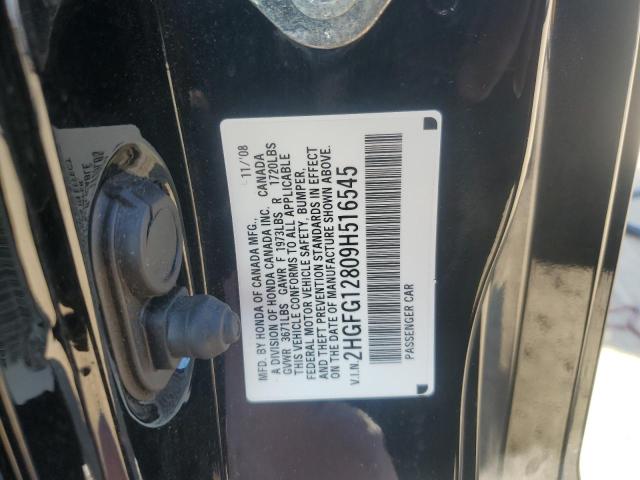 MFD. BY HONDA OF CANADA MFG., 11/'08
A DIVISION OF HONDA CANADA INC. CANADA
GVWR 3671LBS GAWR F 1973LBS R 1720LBS
THIS VEHICLE CONFORMS TO ALL APPLICABLE
FEDERAL MOTOR VEHICLE SAFETY, BUMPER,
AND THEFT PREVENTION STANDARDS IN EFFECT
ON THE DATE OF MANUFACTURE SHOWN ABOVE.
V.I.N. 2HGFG12809H516545
PASSENGER CAR